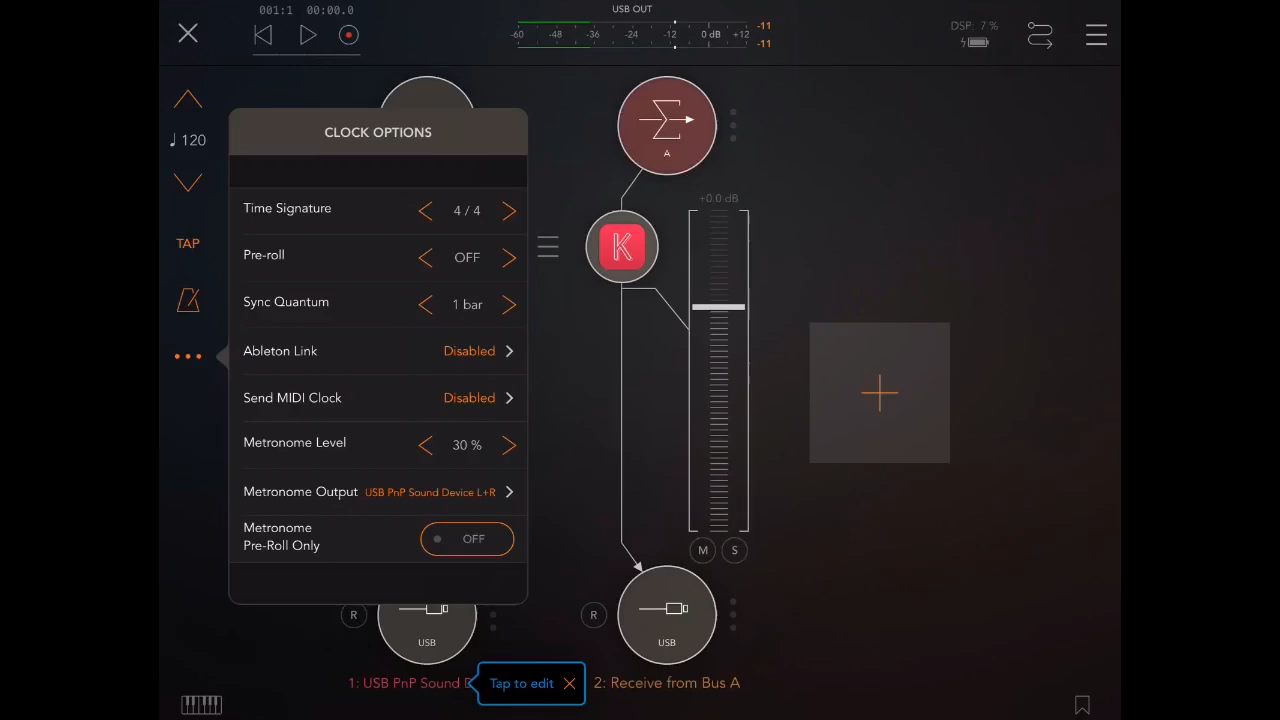 001:1 00:00.0
USB OUT
-60 -48 -36 -24 -12 0 dB +12
-11
-11
DSP: 7 %
120
TAP
CLOCK OPTIONS
Time Signature 4 / 4
Pre-roll OFF
Sync Quantum 1 bar
Ableton Link Disabled
Send MIDI Clock Disabled
Metronome Level 30 %
Metronome Output USB PnP Sound Device L+R
Metronome
Pre-Roll Only OFF
A
K
+0.0 dB
M S
R USB
R USB
1: USB PnP Sound
Tap to edit
2: Receive from Bus A